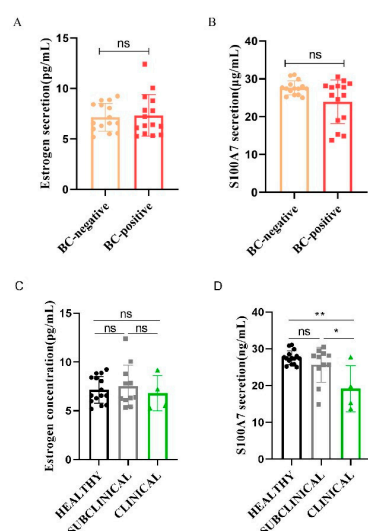 A
ns
Estrogen secretion(pg/mL)
15
10
5
0
BC-negative
BC-positive
B
ns
S100A7 secretion(μg/mL)
40
30
20
10
0
BC-negative
BC-positive
C
ns
ns
ns
Estrogen concentration(pg/mL)
15
10
5
0
HEALTHY
SUBCLINICAL
CLINICAL
D
**
ns
*
S100A7 secretion(ng/mL)
40
30
20
10
0
HEALTHY
SUBCLINICAL
CLINICAL